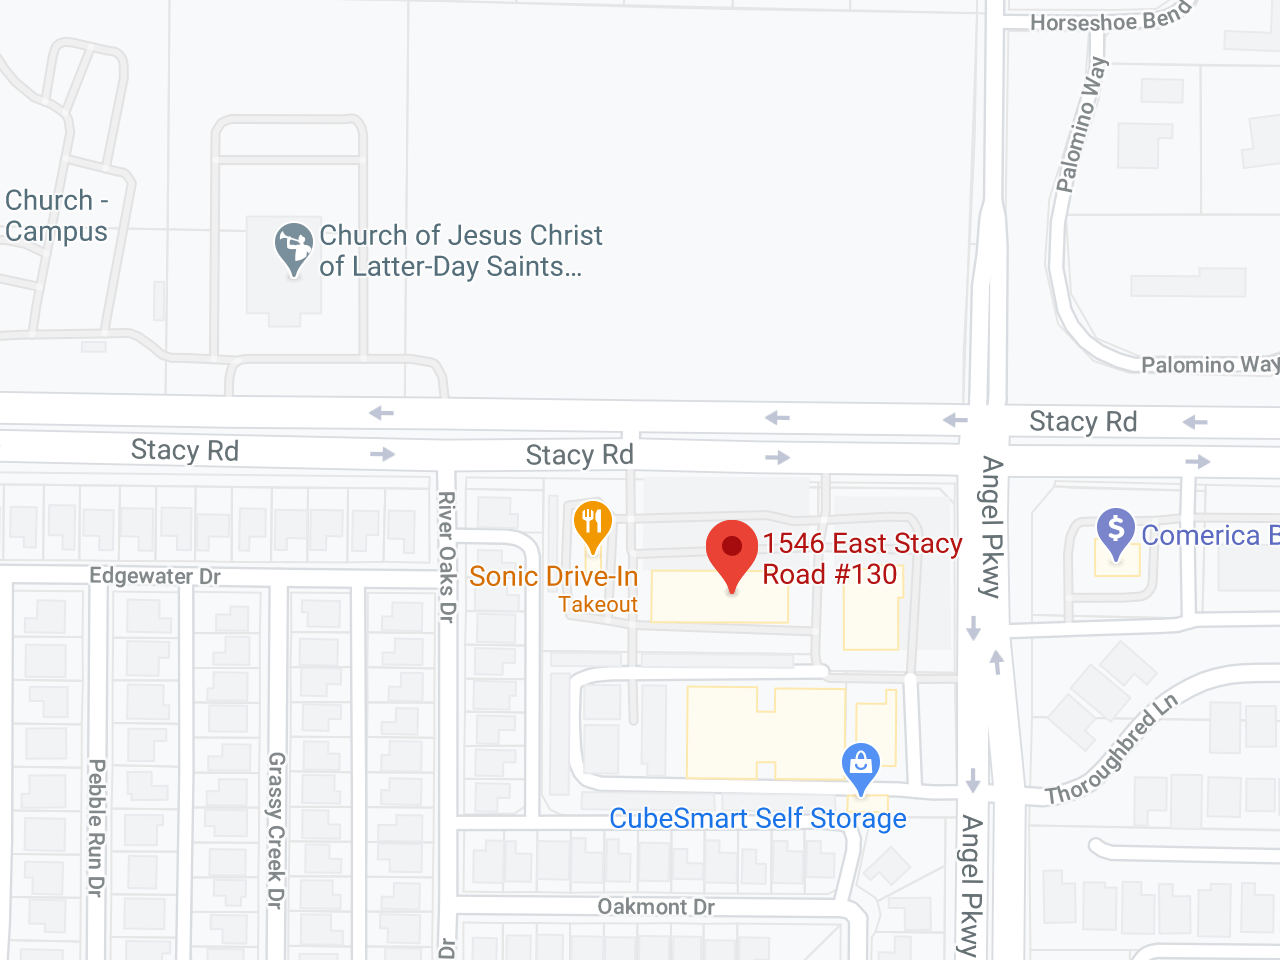 Horseshoe Bend
Palomino Way
Church -
Campus
Church of Jesus Christ
of Latter-Day Saints...
Palomino Way
Stacy Rd
Stacy Rd
Stacy Rd
Angel Pkwy
River Oaks Dr
1546 East Stacy
Road #130
Comerica B
Sonic Drive-In
Takeout
Edgewater Dr
Thoroughbred Ln
Pebble Run Dr
Grassy Creek Dr
CubeSmart Self Storage
Angel Pkwy
Oakmont Dr
Dr